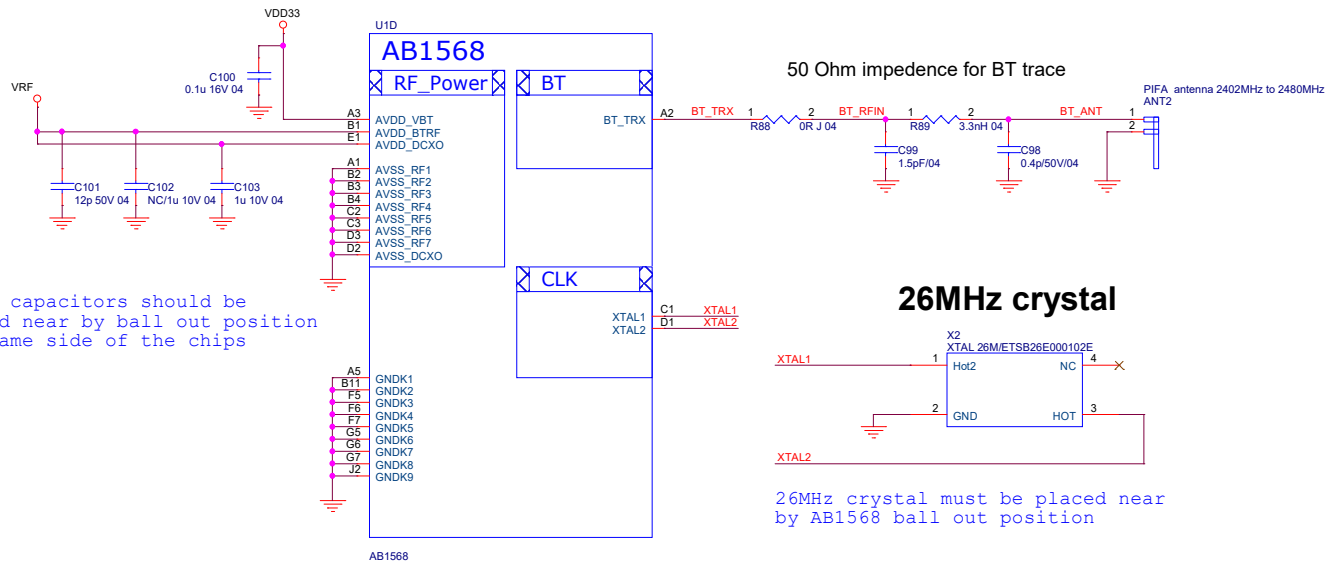 VDD33
VRF
C100
0.1u 16V 04
C101
12p 50V 04
C102
NC/1u 10V 04
C103
1u 10V 04
capacitors should be
d near by ball out position
ame side of the chips
U1D
AB1568
RF_Power
BT
A3 AVDD_VBT
B1 AVDD_BTRF
E1 AVDD_DCXO
A1 AVSS_RF1
B2 AVSS_RF2
B3 AVSS_RF3
B4 AVSS_RF4
C2 AVSS_RF5
C3 AVSS_RF6
D3 AVSS_RF7
D2 AVSS_DCXO
A5 GNDK1
B11 GNDK2
F5 GNDK3
F6 GNDK4
F7 GNDK5
G5 GNDK6
G6 GNDK7
G7 GNDK8
J2 GNDK9
BT_TRX A2 BT_TRX
CLK
XTAL1 C1 XTAL1
XTAL2 D1 XTAL2
AB1568
50 Ohm impedence for BT trace
1 2
R88 0R J 04
BT_RFIN
C99
1.5pF/04
1 2
R89 3.3nH 04
BT_ANT
C98
0.4p/50V/04
PIFA antenna 2402MHz to 2480MHz
ANT2
1
2
26MHz crystal
X2
XTAL 26M/ETSB26E000102E
XTAL1 1 Hot2 NC 4
2 GND HOT 3
XTAL2
26MHz crystal must be placed near
by AB1568 ball out position